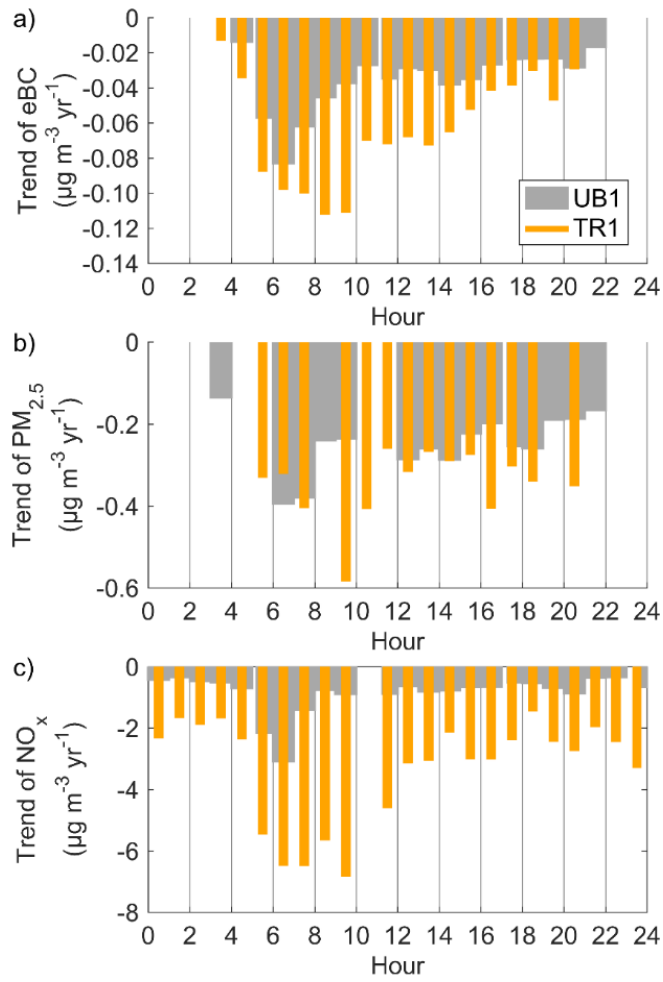 a)
0
-0.02
-0.04
-0.06
-0.08
-0.10
-0.12
-0.14
Trend of eBC
(µg m⁻³ yr⁻¹)
UB1
TR1
0 2 4 6 8 10 12 14 16 18 20 22 24
Hour
b)
0
-0.2
-0.4
-0.6
Trend of PM₂.₅
(µg m⁻³ yr⁻¹)
0 2 4 6 8 10 12 14 16 18 20 22 24
Hour
c)
0
-2
-4
-6
-8
Trend of NOₓ
(µg m⁻³ yr⁻¹)
0 2 4 6 8 10 12 14 16 18 20 22 24
Hour